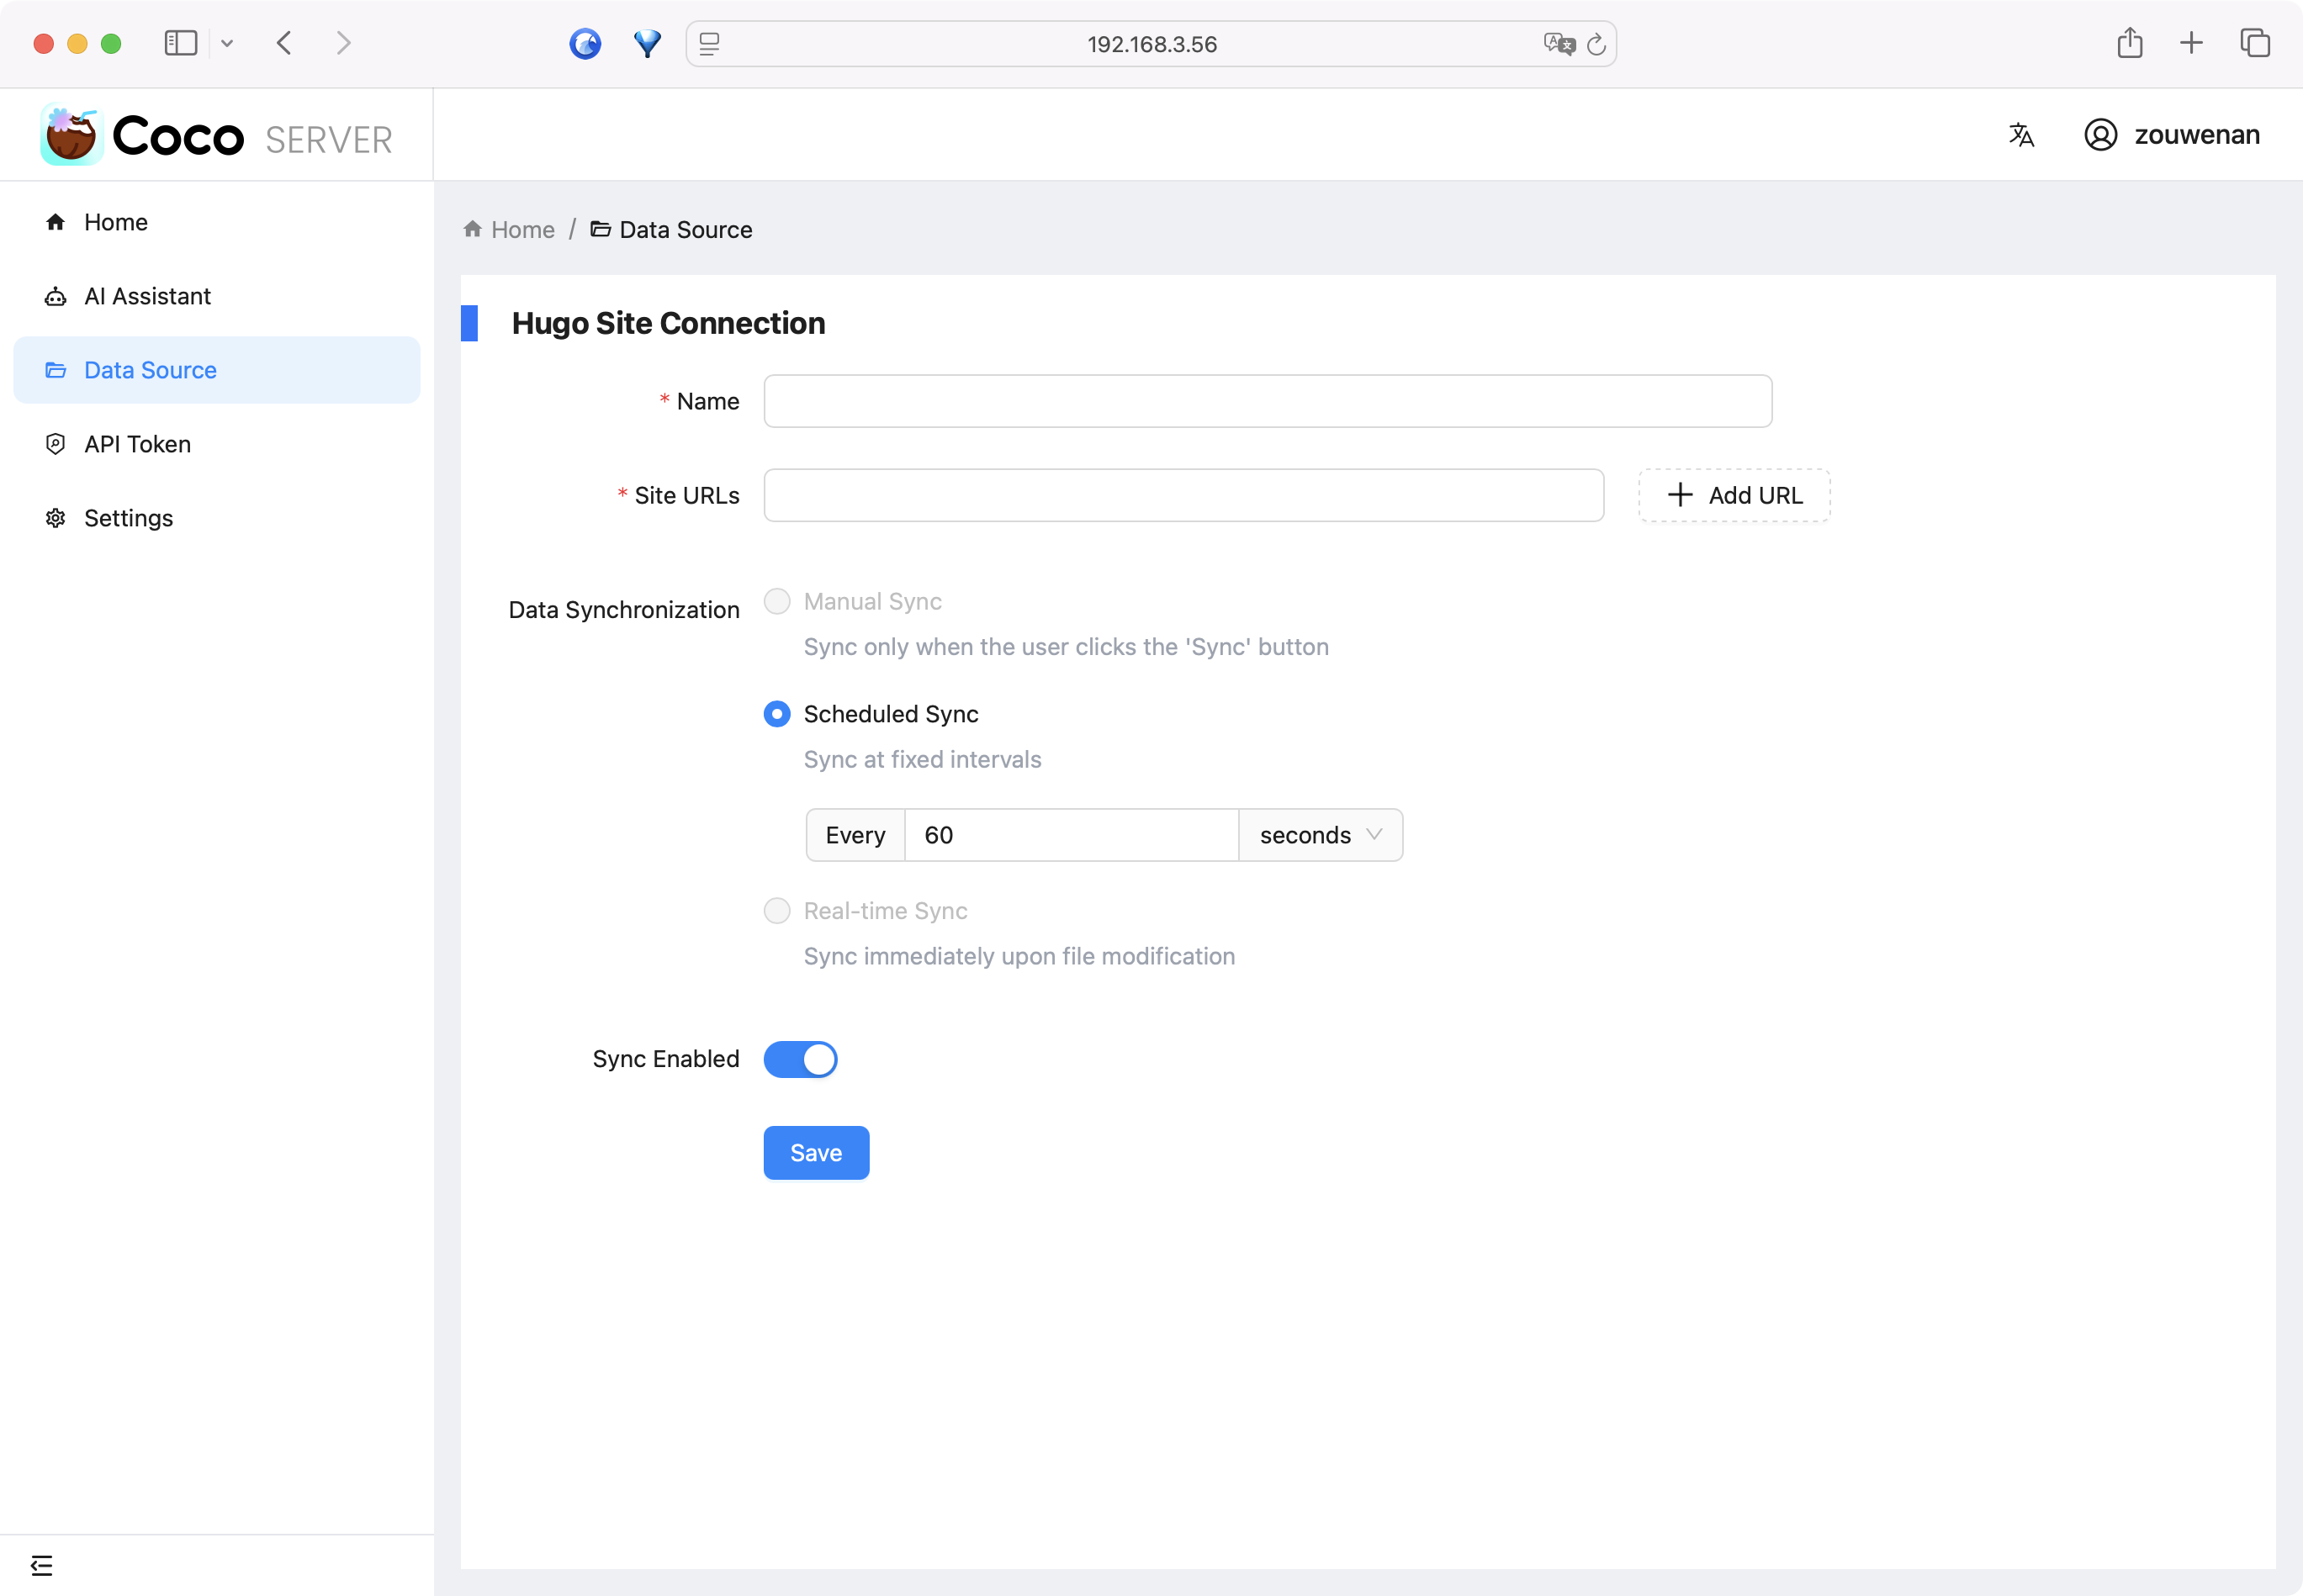 192.168.3.56
Coco SERVER
zouwenan
Home
AI Assistant
Data Source
API Token
Settings
Home / Data Source
Hugo Site Connection
* Name
* Site URLs
Add URL
Data Synchronization
Manual Sync
Sync only when the user clicks the 'Sync' button
Scheduled Sync
Sync at fixed intervals
Every 60 seconds
Real-time Sync
Sync immediately upon file modification
Sync Enabled
Save